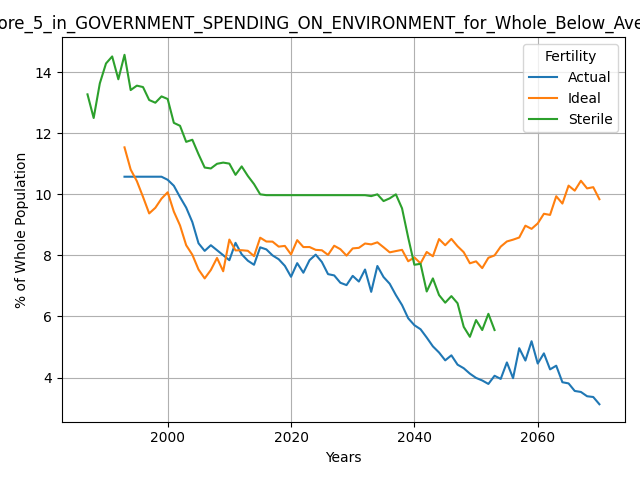 ore_5_in_GOVERNMENT_SPENDING_ON_ENVIRONMENT_for_Whole_Below_Ave
Fertility
Actual
Ideal
Sterile
% of Whole Population
14
12
10
8
6
4
2000 2020 2040 2060
Years